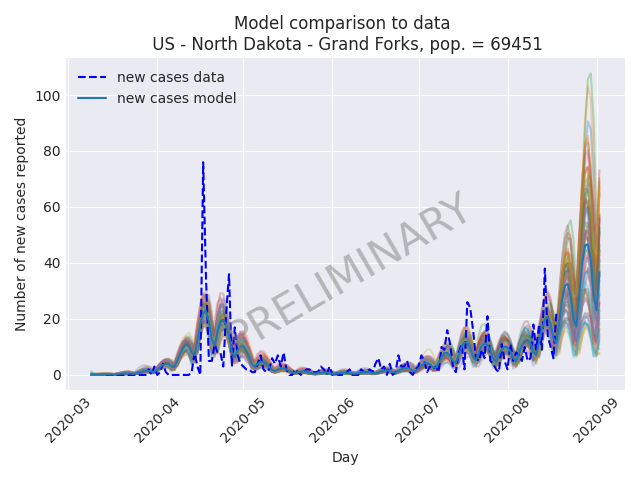 Model comparison to data
US - North Dakota - Grand Forks, pop. = 69451
new cases data
new cases model
PRELIMINARY
Number of new cases reported
100
80
60
40
20
0
2020-03
2020-04
2020-05
2020-06
2020-07
2020-08
2020-09
Day